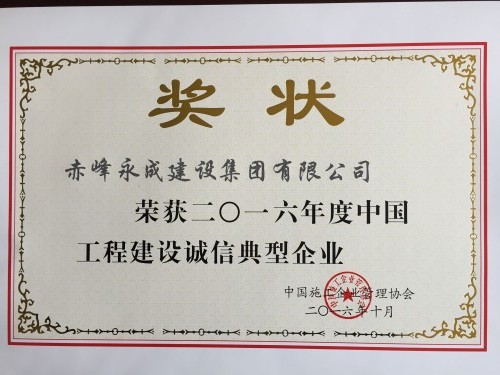 奖状
赤峰永成建设集团有限公司
荣获二〇一六年度中国
工程建设诚信典型企业
中国施工企业管理协会
二〇一六年十月